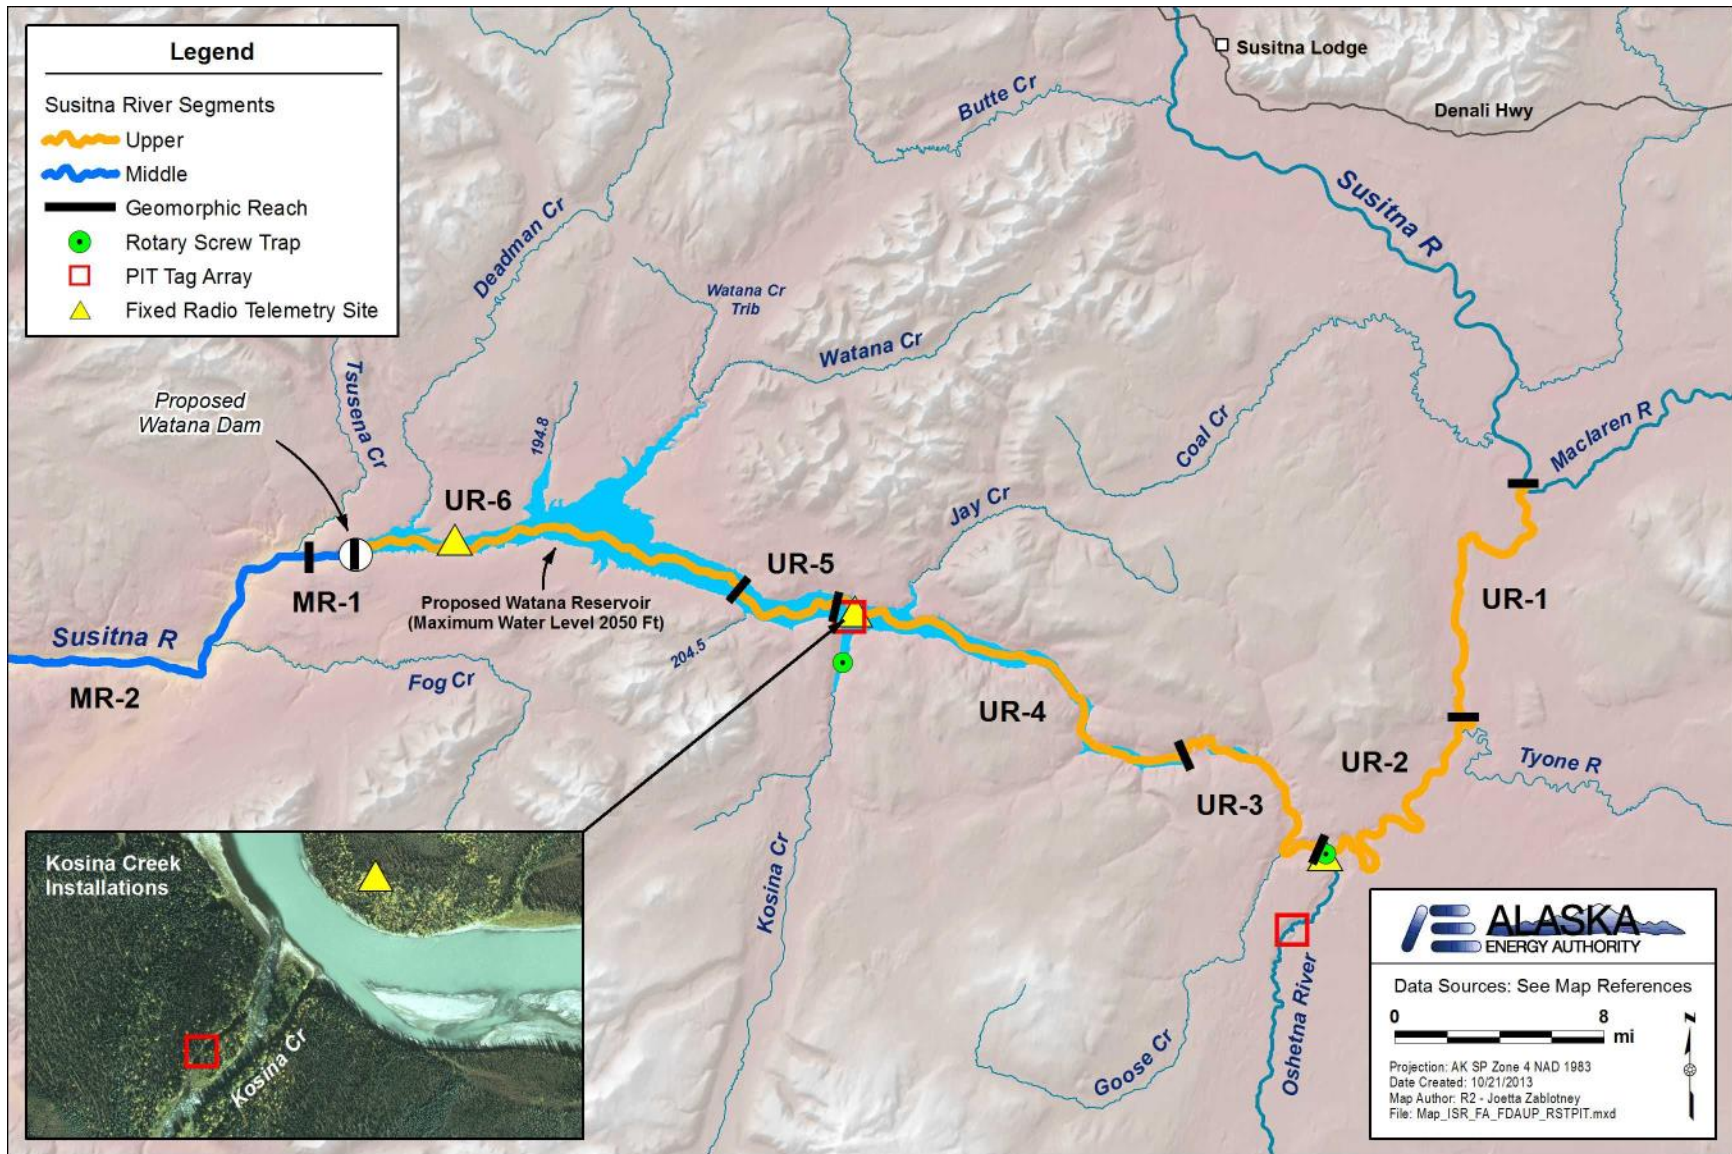 Legend
Susitna River Segments
Upper
Middle
Geomorphic Reach
Rotary Screw Trap
PIT Tag Array
Fixed Radio Telemetry Site
Susitna Lodge
Denali Hwy
Butte Cr
Susitna R
Deadman Cr
Watana Cr
Trib
Watana Cr
Tsusena Cr
Proposed
Watana Dam
194.8
Coal Cr
Maclaren R
UR-6
Jay Cr
UR-5
UR-1
MR-1
Proposed Watana Reservoir
(Maximum Water Level 2050 Ft)
Susitna R
204.5
Fog Cr
MR-2
UR-4
UR-2
Tyone R
UR-3
Kosina Cr
Goose Cr
Oshetna River
Kosina Creek
Installations
Kosina Cr
ALASKA
ENERGY AUTHORITY
Data Sources: See Map References
0 8
mi
N
Projection: AK SP Zone 4 NAD 1983
Date Created: 10/21/2013
Map Author: R2 - Joetta Zablotney
File: Map_ISR_FA_FDAUP_RSTPIT.mxd